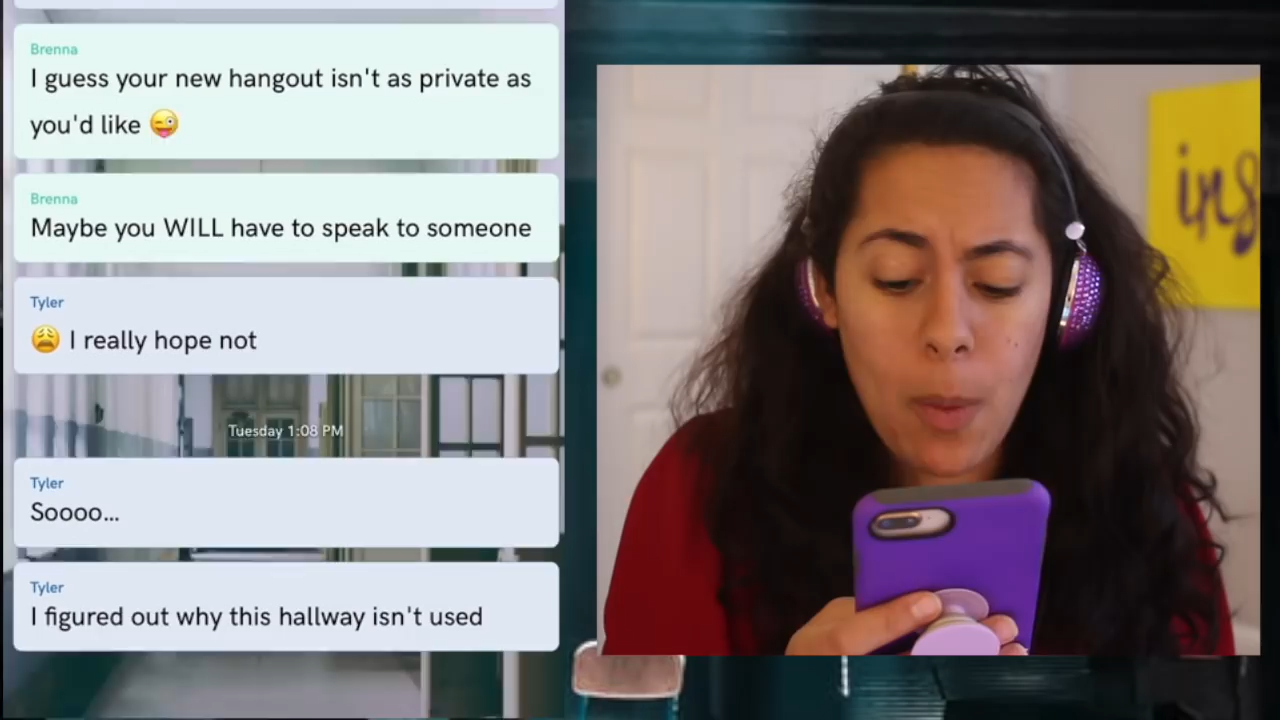 Brenna
I guess your new hangout isn't as private as
you'd like 😜
Brenna
Maybe you WILL have to speak to someone
Tyler
😩 I really hope not
Tuesday 1:08 PM
Tyler
Soooo...
Tyler
I figured out why this hallway isn't used